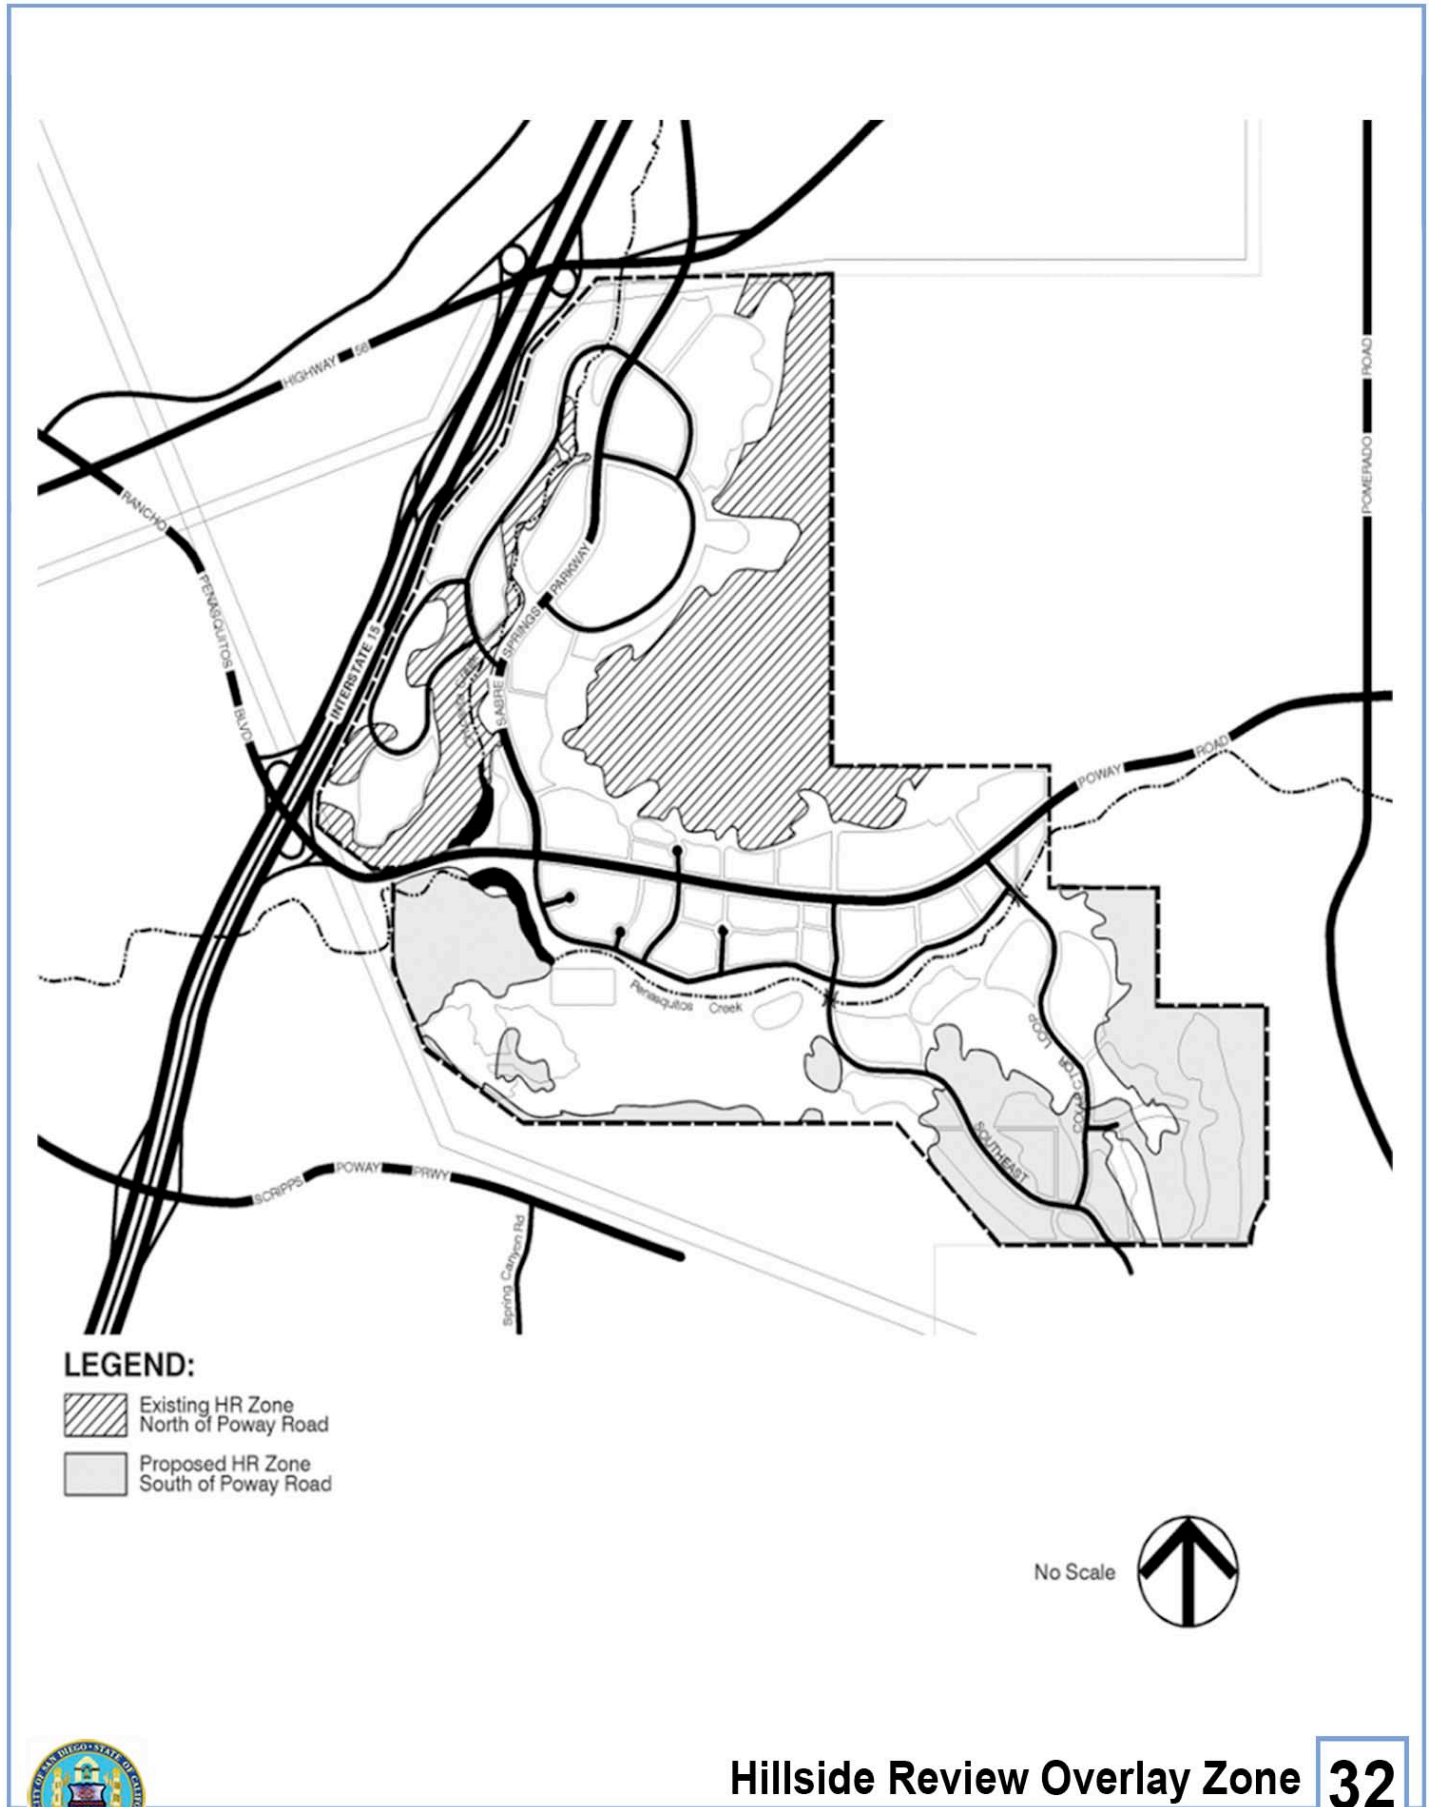 HIGHWAY 56
POMERADO ROAD
RANCHO PENASQUITOS BLVD
INTERSTATE 15
SABRE SPRINGS PARKWAY
POWAY ROAD
Penasquitos Creek
SOUTHEAST
LOOP
SCRIPPS POWAY PRWY
Spring Canyon Rd
LEGEND:
Existing HR Zone
North of Poway Road
Proposed HR Zone
South of Poway Road
No Scale
Hillside Review Overlay Zone
32